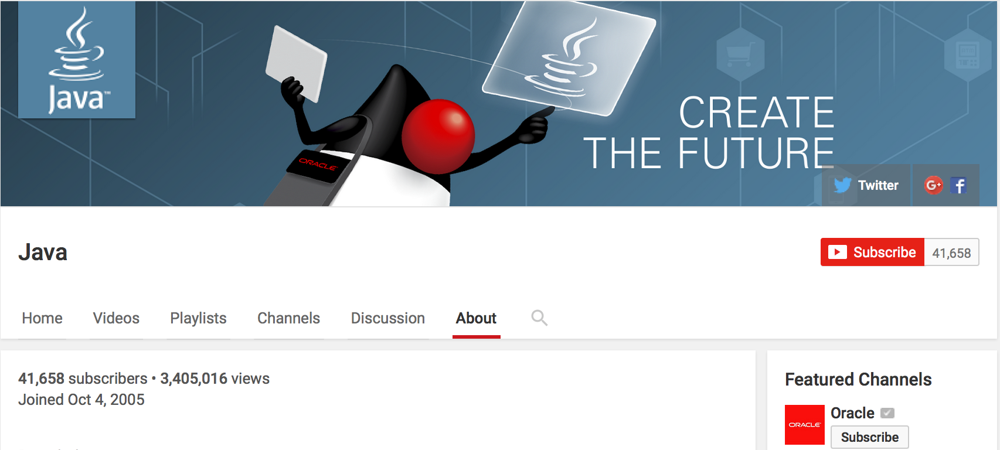 Java™
ORACLE
CREATE
THE FUTURE
Twitter
G+ f
Java
Subscribe 41,658
Home Videos Playlists Channels Discussion About
41,658 subscribers • 3,405,016 views
Joined Oct 4, 2005
Featured Channels
ORACLE
Oracle
Subscribe